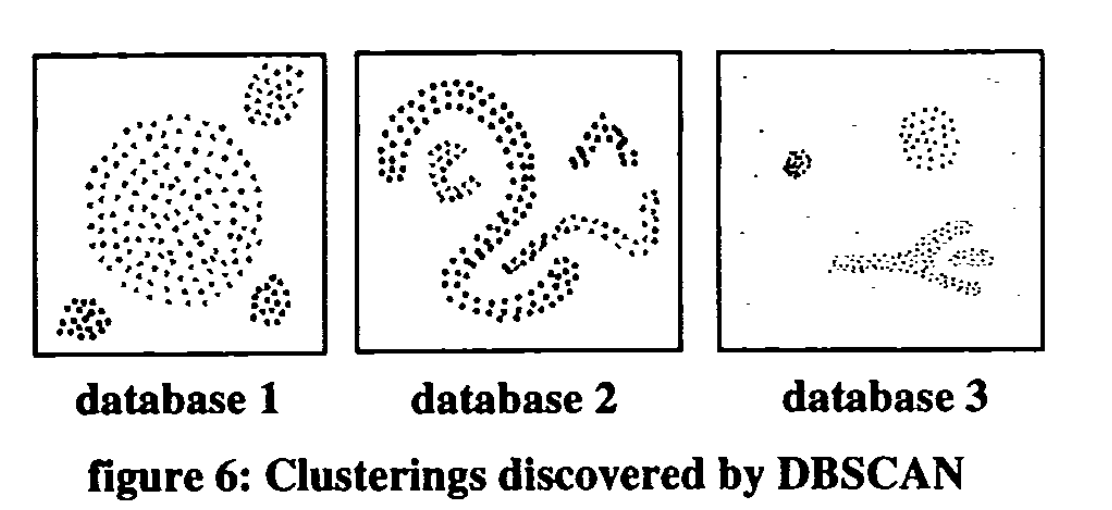 database 1
database 2
database 3
figure 6: Clusterings discovered by DBSCAN